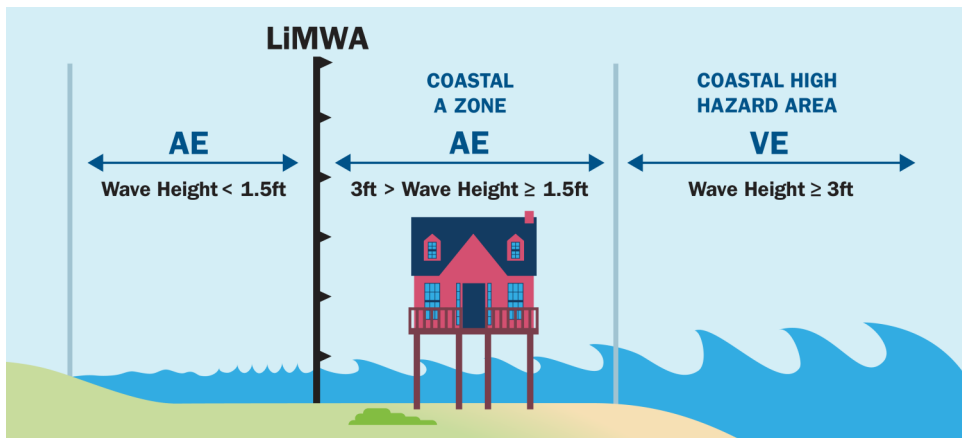 LiMWA
AE
Wave Height < 1.5ft
COASTAL
A ZONE
AE
3ft > Wave Height ≥ 1.5ft
COASTAL HIGH
HAZARD AREA
VE
Wave Height ≥ 3ft